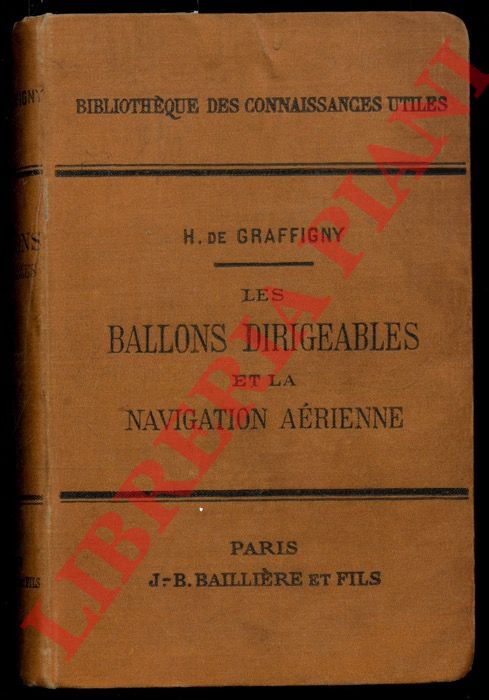 BIBLIOTHÈQUE DES CONNAISSANCES UTILES
H. DE GRAFFIGNY
LES
BALLONS DIRIGEABLES
ET LA
NAVIGATION AÉRIENNE
PARIS
J.-B. BAILLIÈRE ET FILS
LIBRERIA PIANI